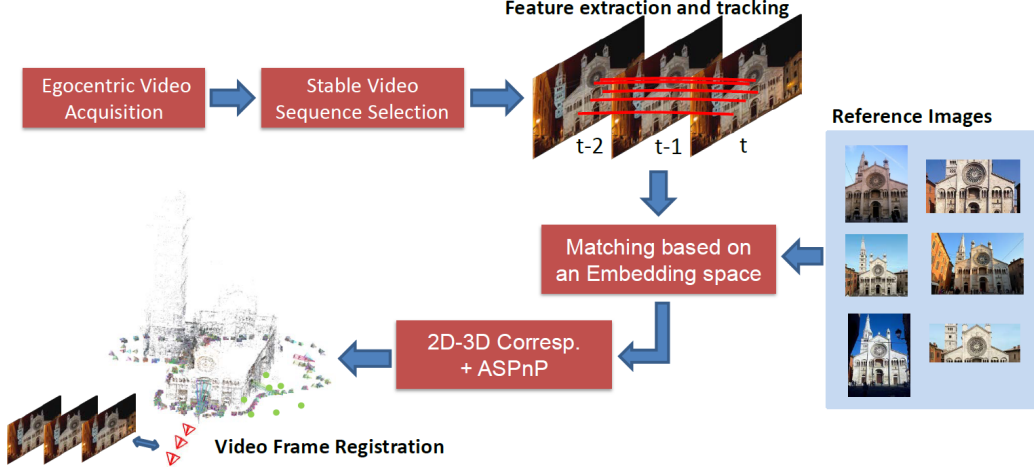 Feature extraction and tracking
Egocentric Video
Acquisition
Stable Video
Sequence Selection
t-2
t-1
t
Reference Images
Matching based on
an Embedding space
2D-3D Corresp.
+ ASPnP
Video Frame Registration